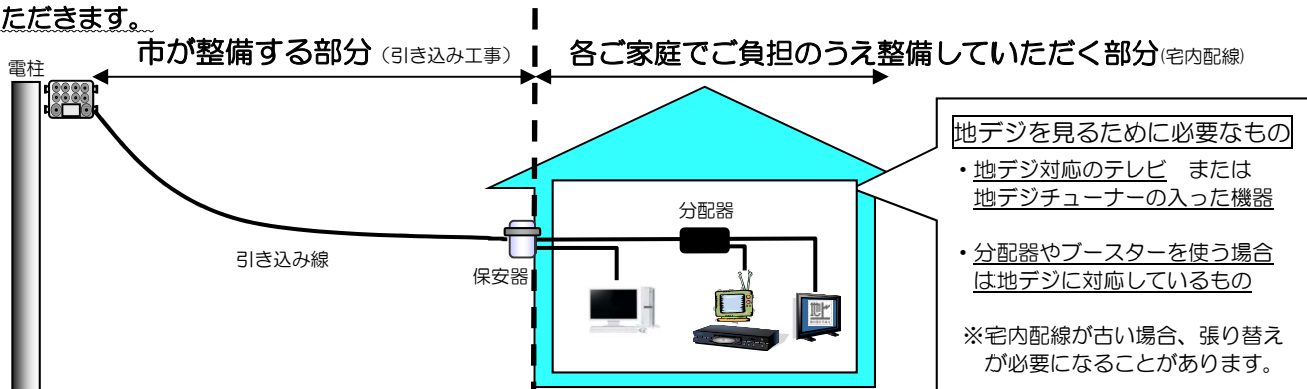 ただきます。
市が整備する部分（引き込み工事）
各ご家庭でご負担のうえ整備していただく部分(宅内配線)
電柱
地デジを見るために必要なもの
・地デジ対応のテレビ　または
地デジチューナーの入った機器
分配器
引き込み線
保安器
・分配器やブースターを使う場合
は地デジに対応しているもの
※宅内配線が古い場合、張り替え
が必要になることがあります。